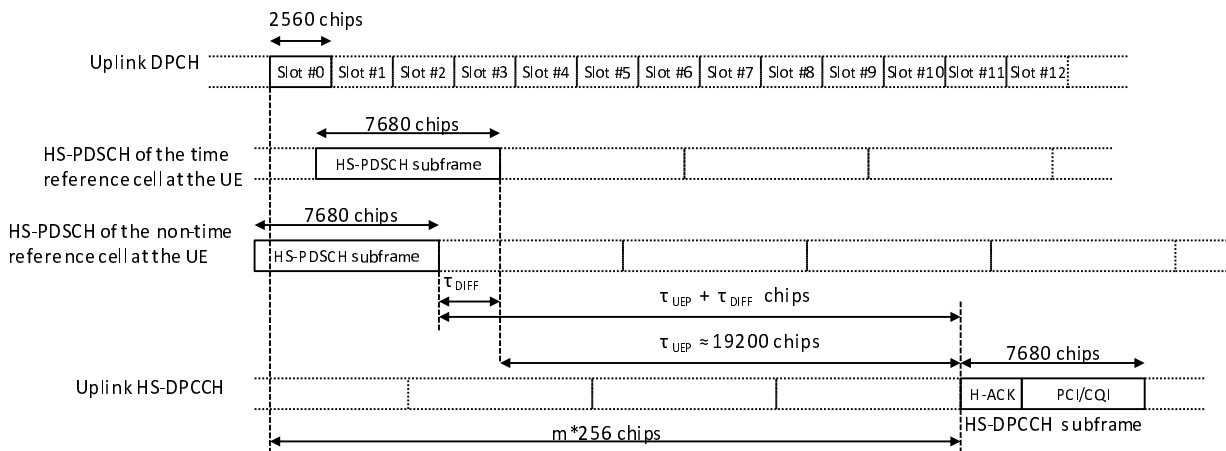 2560 chips
Uplink DPCH
Slot #0 Slot #1 Slot #2 Slot #3 Slot #4 Slot #5 Slot #6 Slot #7 Slot #8 Slot #9 Slot #10 Slot #11 Slot #12
7680 chips
HS-PDSCH of the time
reference cell at the UE
HS-PDSCH subframe
7680 chips
HS-PDSCH of the non-time
reference cell at the UE
HS-PDSCH subframe
τDIFF
τUEP + τDIFF chips
τUEP ≈ 19200 chips
7680 chips
Uplink HS-DPCCH
H-ACK PCI/CQI
HS-DPCCH subframe
m*256 chips